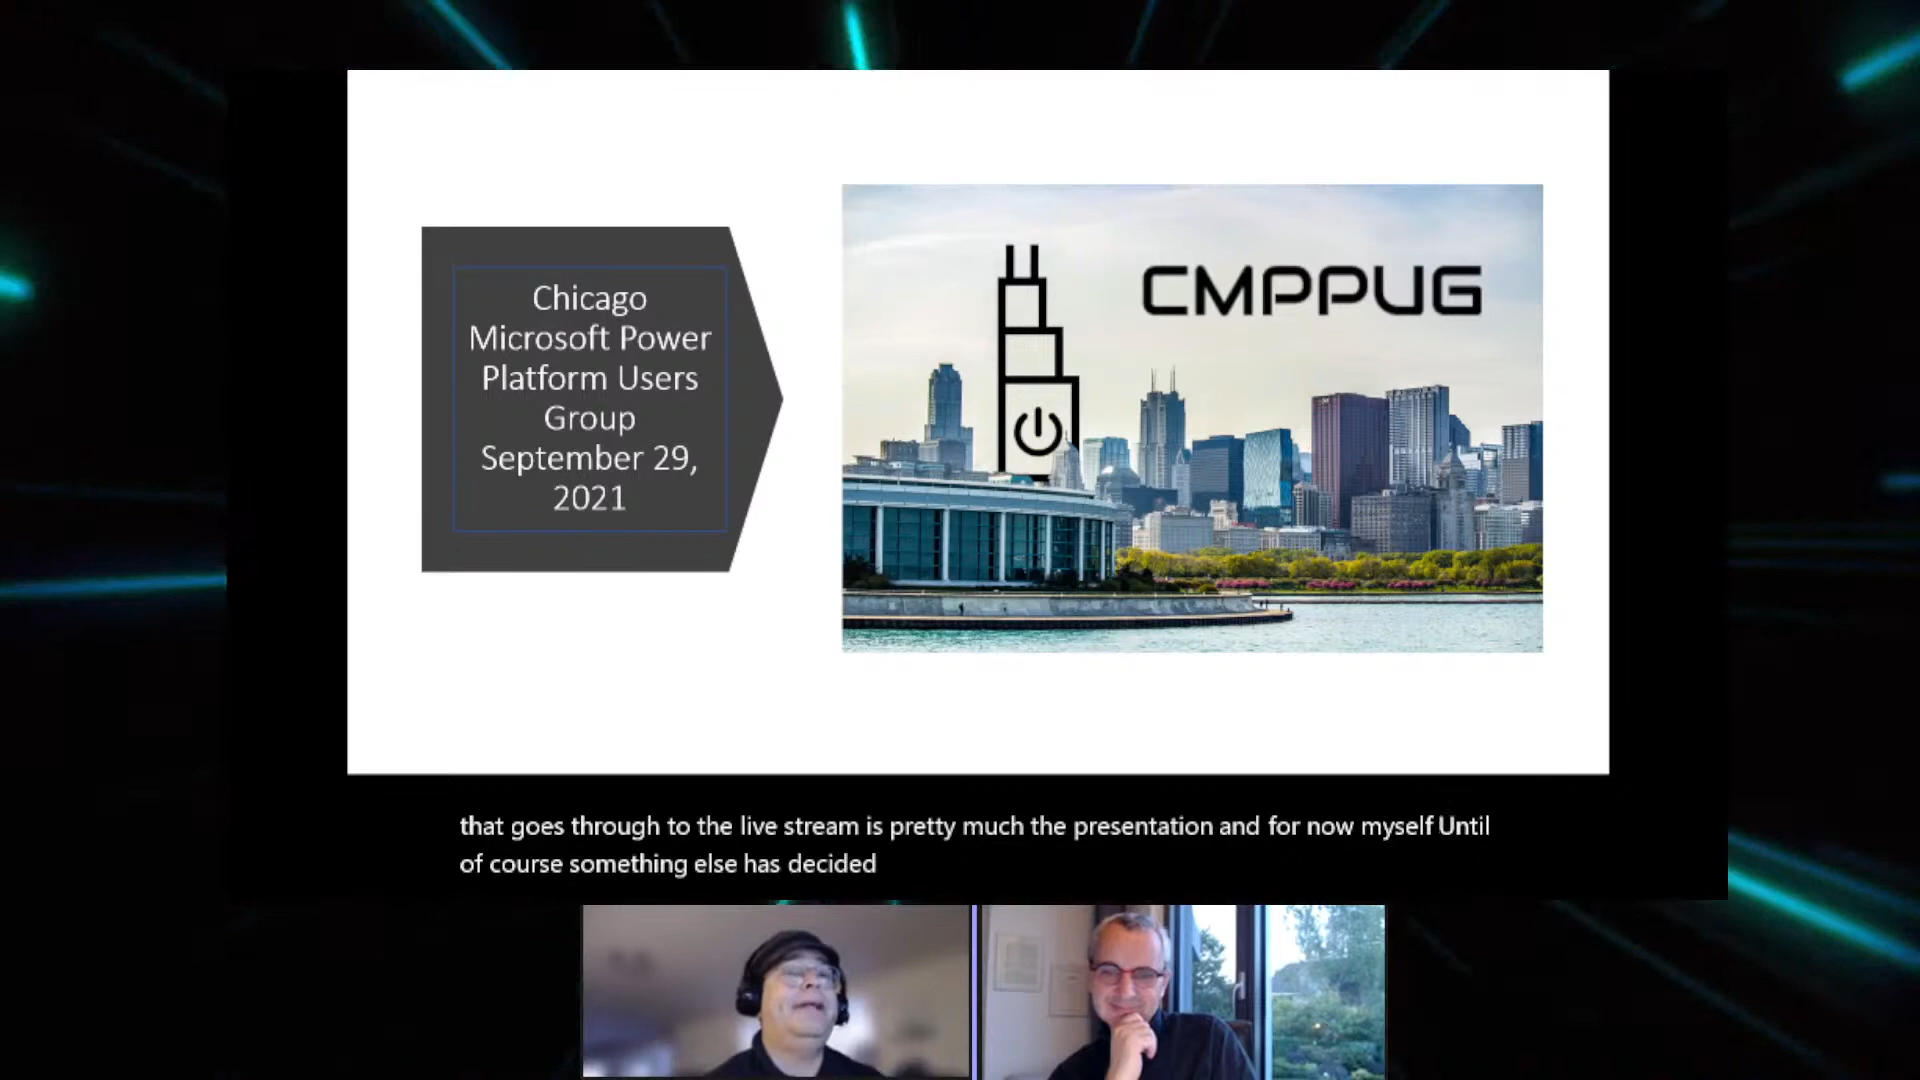 Chicago
Microsoft Power
Platform Users
Group
September 29,
2021
CMPPUG
that goes through to the live stream is pretty much the presentation and for now myself Until
of course something else has decided